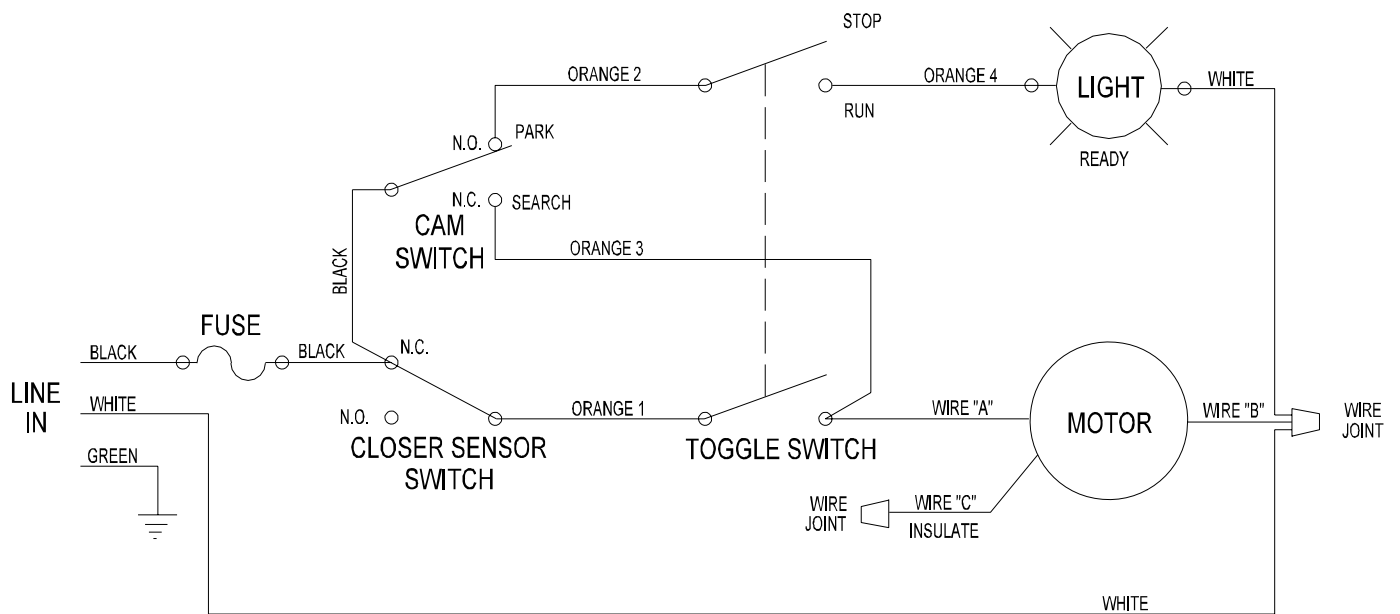 STOP
ORANGE 2
ORANGE 4
LIGHT
WHITE
RUN
N.O.
PARK
READY
N.C.
SEARCH
CAM
SWITCH
ORANGE 3
BLACK
FUSE
BLACK
BLACK
N.C.
LINE
IN
WHITE
N.O.
ORANGE 1
WIRE "A"
MOTOR
WIRE "B"
WIRE
JOINT
CLOSER SENSOR
SWITCH
TOGGLE SWITCH
GREEN
WIRE
JOINT
WIRE "C"
INSULATE
WHITE